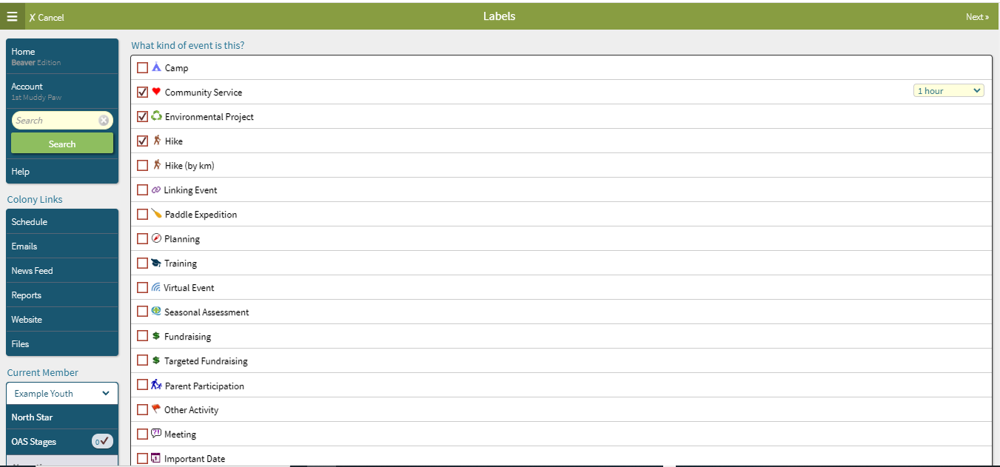 X Cancel
Labels
Next »
Home
Beaver Edition
Account
1st Muddy Paw
Search
Search
Help
Colony Links
Schedule
Emails
News Feed
Reports
Website
Files
Current Member
Example Youth
North Star
OAS Stages
0
What kind of event is this?
Camp
Community Service
1 hour
Environmental Project
Hike
Hike (by km)
Linking Event
Paddle Expedition
Planning
Training
Virtual Event
Seasonal Assessment
$ Fundraising
$ Targeted Fundraising
Parent Participation
Other Activity
?! Meeting
Important Date